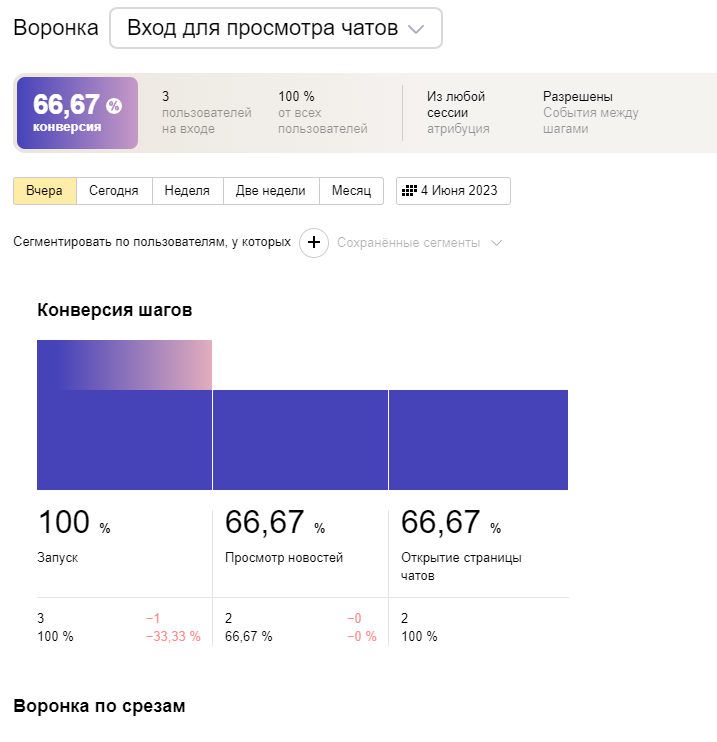 Воронка Вход для просмотра чатов
66,67 %
конверсия
3
пользователей
на входе
100 %
от всех
пользователей
Из любой
сессии
атрибуция
Разрешены
События между
шагами
Вчера Сегодня Неделя Две недели Месяц 4 Июня 2023
Сегментировать по пользователям, у которых + Сохранённые сегменты
Конверсия шагов
100 %
Запуск
66,67 %
Просмотр новостей
66,67 %
Открытие страницы
чатов
3 −1
100 % −33,33 %
2 −0
66,67 % −0 %
2
100 %
Воронка по срезам